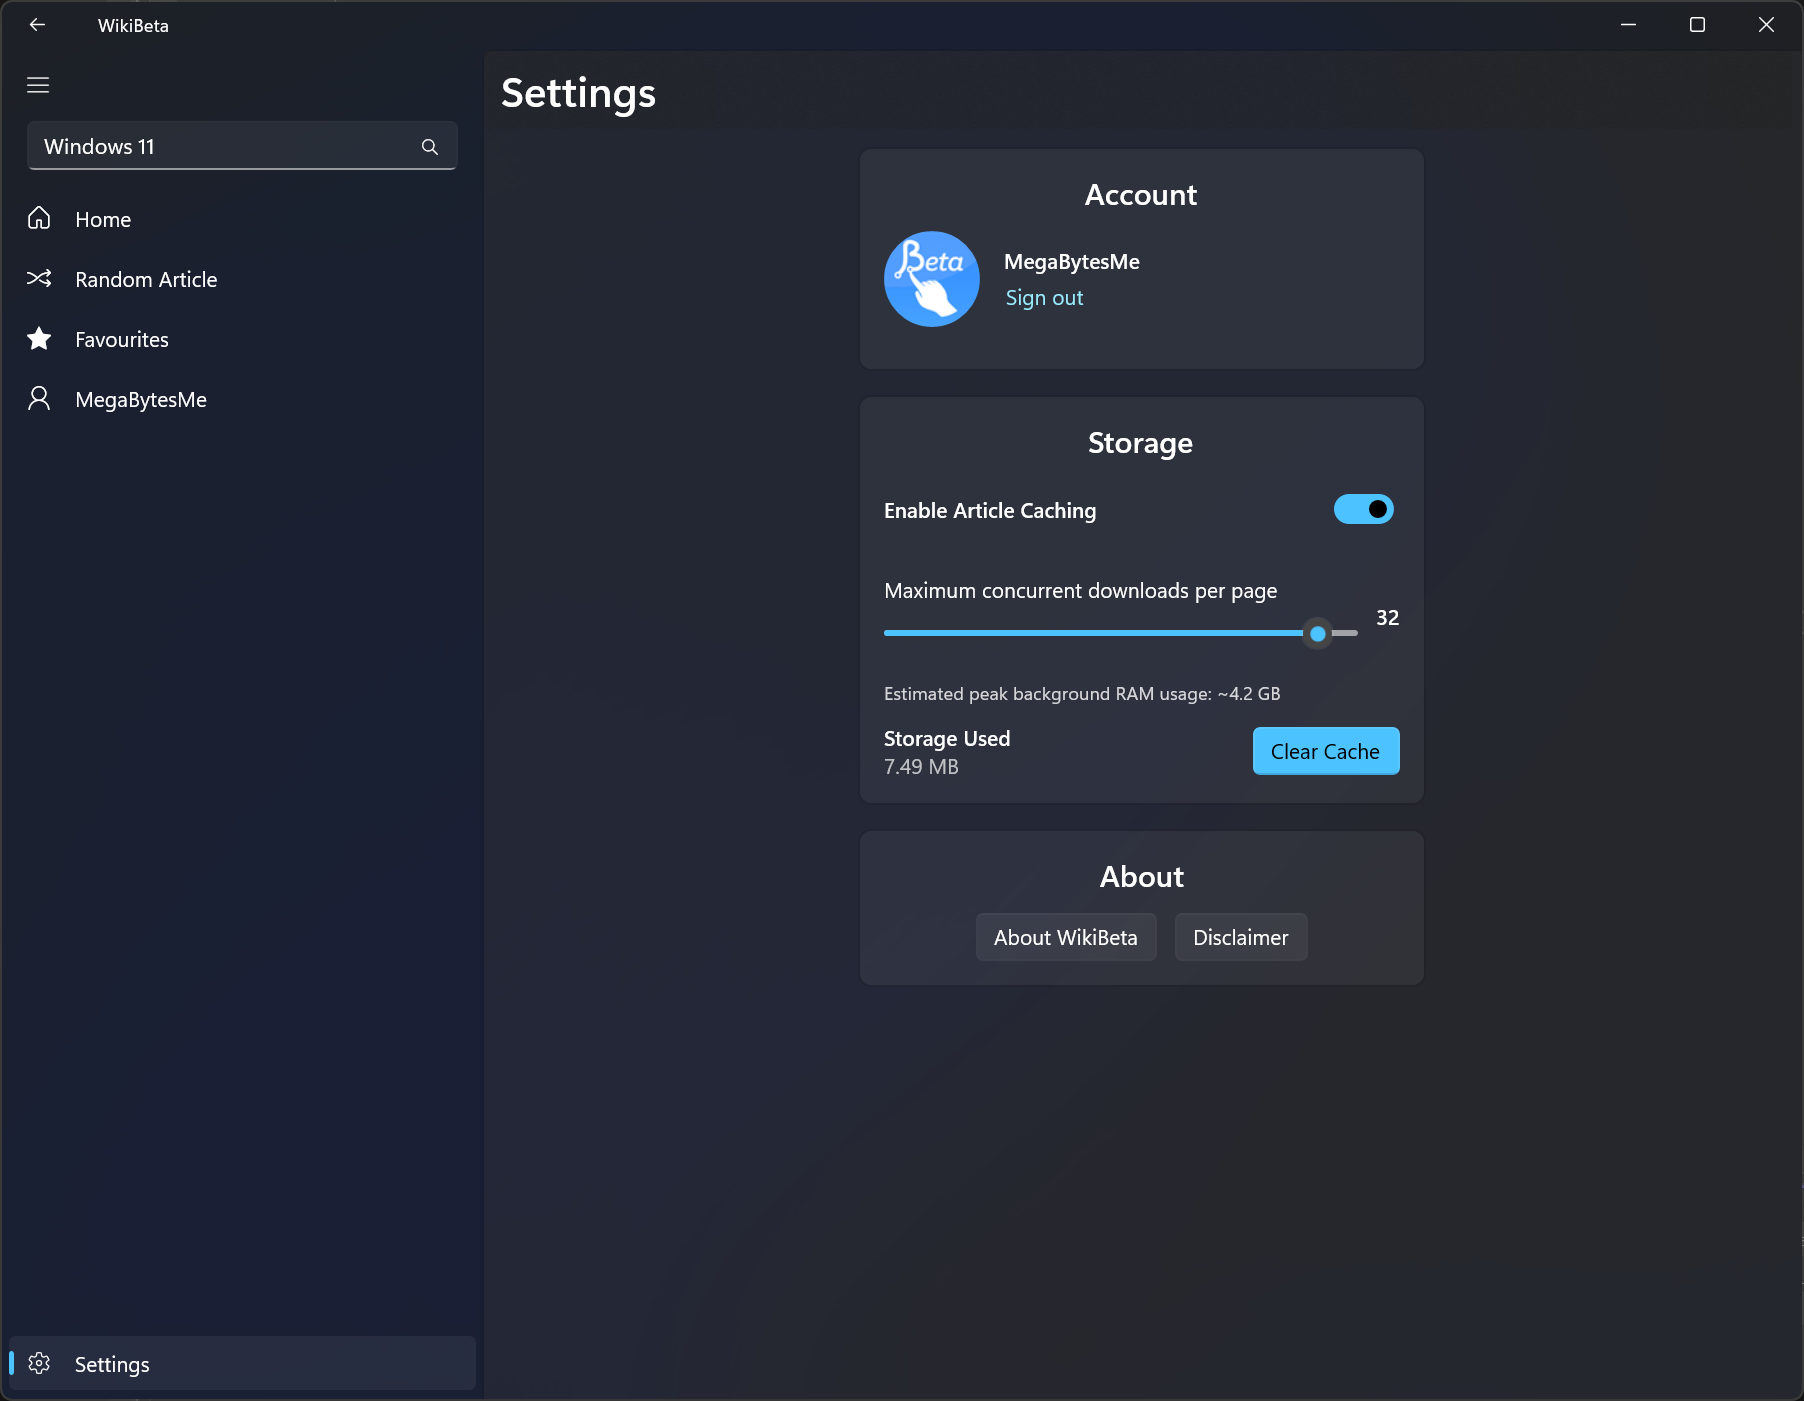 WikiBeta
Windows 11
Home
Random Article
Favourites
MegaBytesMe
Settings
Settings
Account
Beta
MegaBytesMe
Sign out
Storage
Enable Article Caching
Maximum concurrent downloads per page
32
Estimated peak background RAM usage: ~4.2 GB
Storage Used
7.49 MB
Clear Cache
About
About WikiBeta
Disclaimer